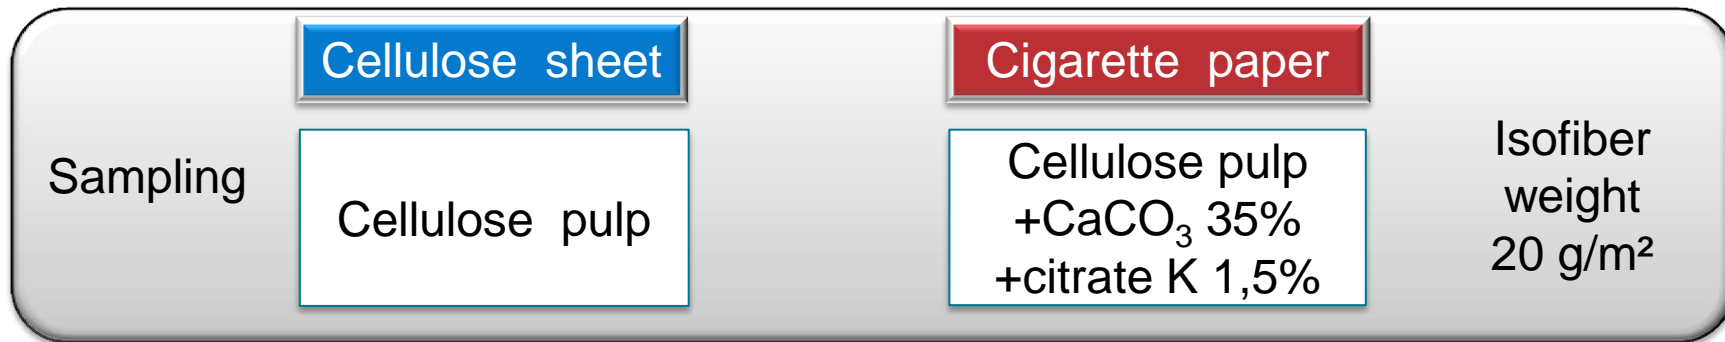 Sampling
Cellulose sheet
Cellulose pulp
Cigarette paper
Cellulose pulp
+CaCO₃ 35%
+citrate K 1,5%
Isofiber
weight
20 g/m²